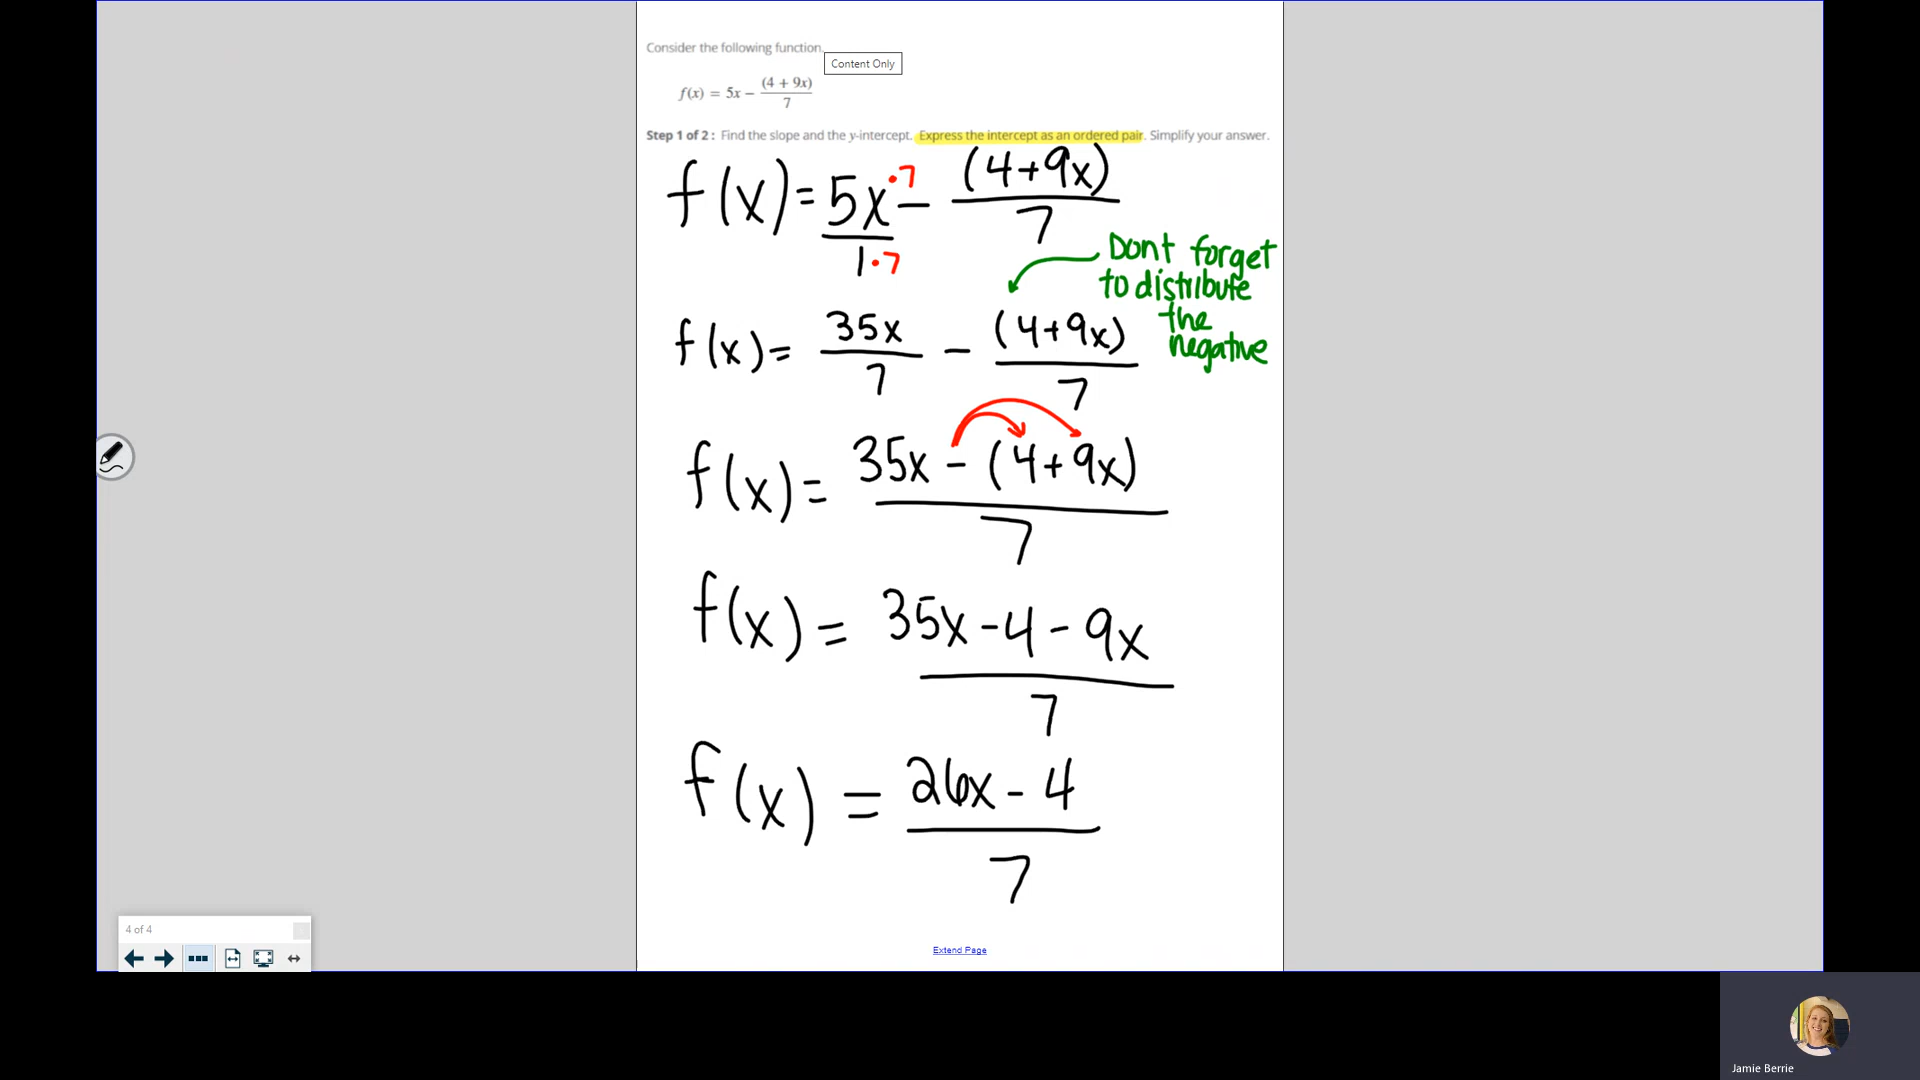 Consider the following function.
Content Only
f(x) = 5x − (4 + 9x)/7
Step 1 of 2 : Find the slope and the y-intercept. Express the intercept as an ordered pair. Simplify your answer.
f(x) = 5x·7/1·7 − (4+9x)/7
Dont forget
to distribute
the
negative
f(x) = 35x/7 − (4+9x)/7
f(x) = 35x − (4+9x)/7
f(x) = 35x − 4 − 9x/7
f(x) = 26x − 4/7
4 of 4
Extend Page
Jamie Berrie